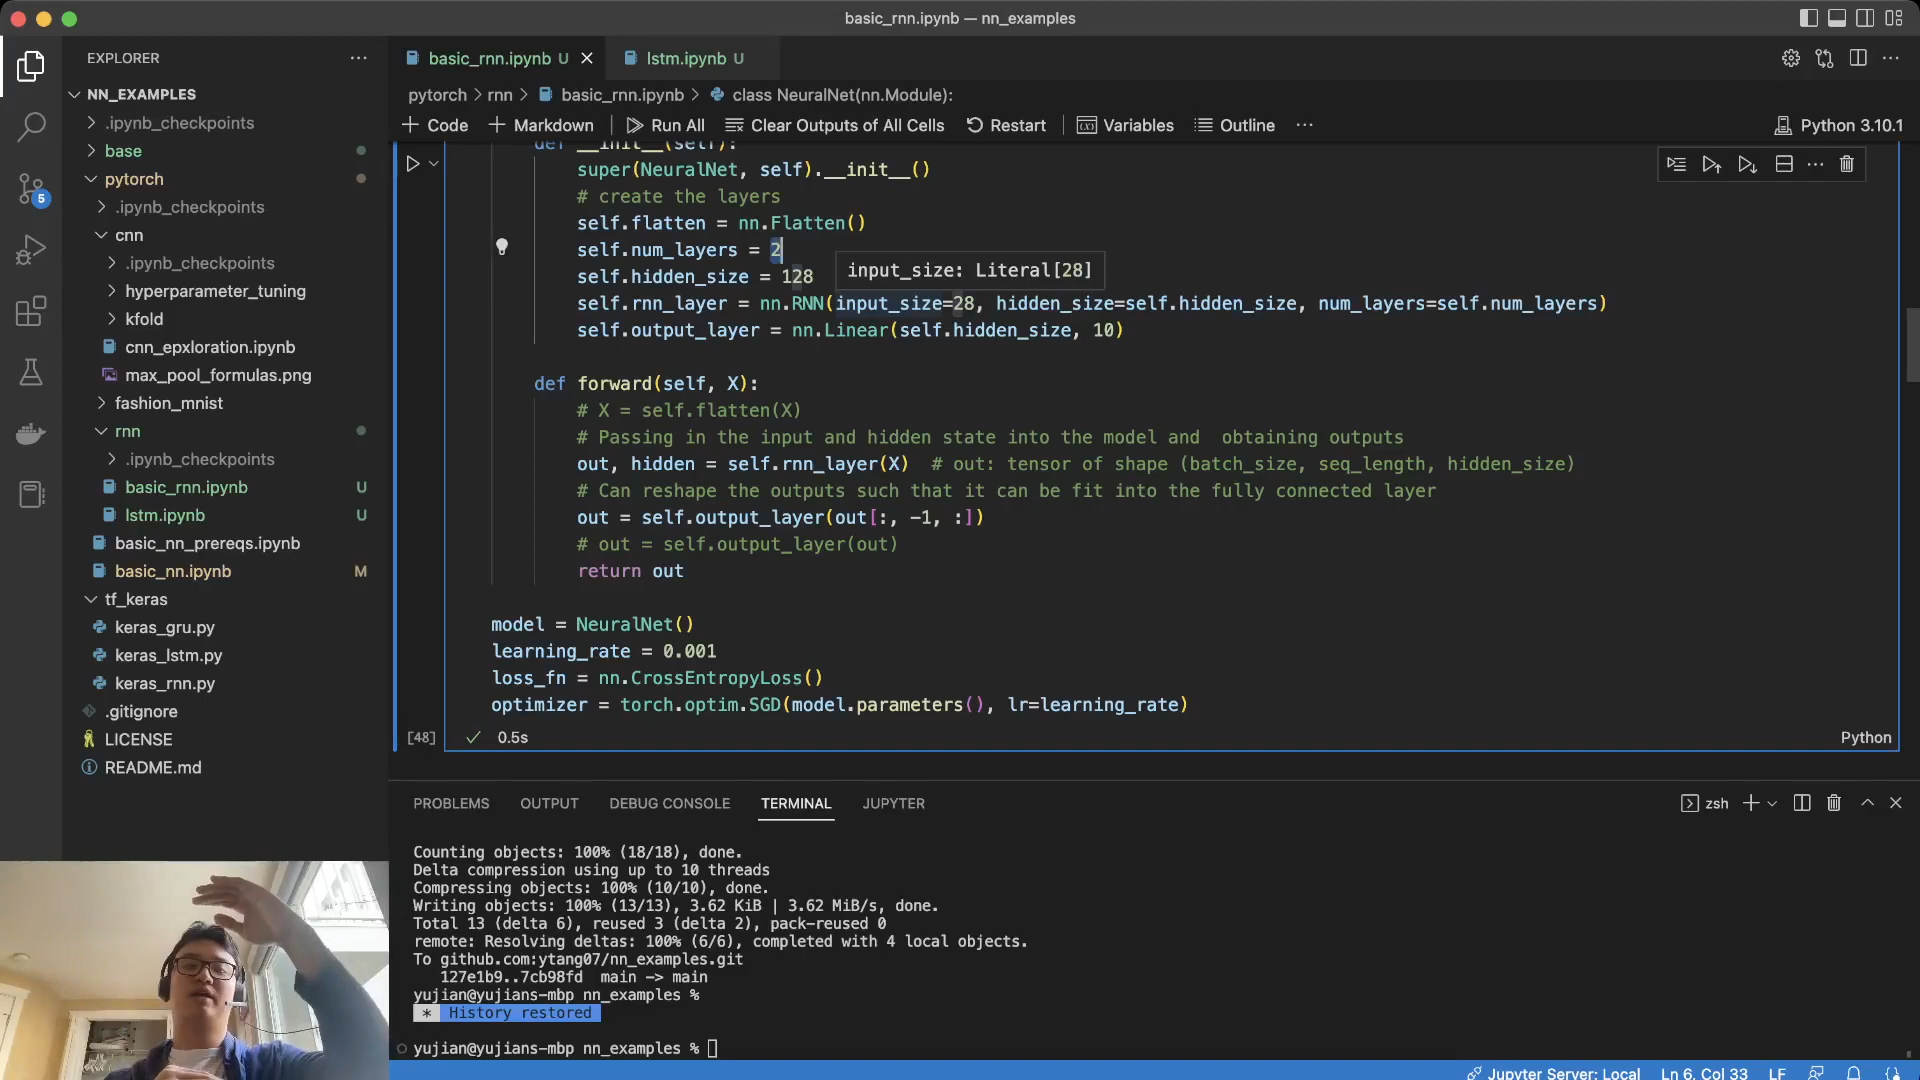 basic_rnn.ipynb — nn_examples
EXPLORER
NN_EXAMPLES
.ipynb_checkpoints
base
pytorch
.ipynb_checkpoints
cnn
.ipynb_checkpoints
hyperparameter_tuning
kfold
cnn_epxloration.ipynb
max_pool_formulas.png
fashion_mnist
rnn
.ipynb_checkpoints
basic_rnn.ipynb U
lstm.ipynb U
basic_nn_prereqs.ipynb
basic_nn.ipynb M
tf_keras
keras_gru.py
keras_lstm.py
keras_rnn.py
.gitignore
LICENSE
README.md
5
basic_rnn.ipynb U lstm.ipynb U
pytorch > rnn > basic_rnn.ipynb > class NeuralNet(nn.Module):
+ Code + Markdown Run All Clear Outputs of All Cells Restart Variables Outline ··· Python 3.10.1
def __init__(self):
super(NeuralNet, self).__init__()
# create the layers
self.flatten = nn.Flatten()
self.num_layers = 2
self.hidden_size = 128
input_size: Literal[28]
self.rnn_layer = nn.RNN(input_size=28, hidden_size=self.hidden_size, num_layers=self.num_layers)
self.output_layer = nn.Linear(self.hidden_size, 10)
def forward(self, X):
# X = self.flatten(X)
# Passing in the input and hidden state into the model and  obtaining outputs
out, hidden = self.rnn_layer(X)  # out: tensor of shape (batch_size, seq_length, hidden_size)
# Can reshape the outputs such that it can be fit into the fully connected layer
out = self.output_layer(out[:, -1, :])
# out = self.output_layer(out)
return out
model = NeuralNet()
learning_rate = 0.001
loss_fn = nn.CrossEntropyLoss()
optimizer = torch.optim.SGD(model.parameters(), lr=learning_rate)
[48] ✓ 0.5s Python
PROBLEMS OUTPUT DEBUG CONSOLE TERMINAL JUPYTER zsh
Counting objects: 100% (18/18), done.
Delta compression using up to 10 threads
Compressing objects: 100% (10/10), done.
Writing objects: 100% (13/13), 3.62 KiB | 3.62 MiB/s, done.
Total 13 (delta 6), reused 3 (delta 2), pack-reused 0
remote: Resolving deltas: 100% (6/6), completed with 4 local objects.
To github.com:ytang07/nn_examples.git
127e1b9..7cb98fd  main -> main
yujian@yujians-mbp nn_examples %
* History restored
yujian@yujians-mbp nn_examples %
Jupyter Server: Local Ln 6, Col 33 LF